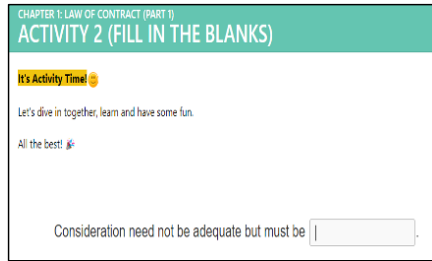 CHAPTER 1: LAW OF CONTRACT (PART 1)
ACTIVITY 2 (FILL IN THE BLANKS)
It's Activity Time! 😊
Let's dive in together, learn and have some fun.
All the best! 🎉
Consideration need not be adequate but must be .